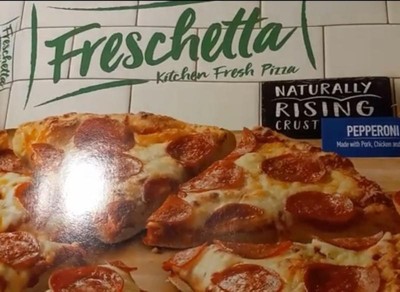 Freschetta
Freschetta
Kitchen Fresh Pizza
NATURALLY
RISING
CRUST
PEPPERONI
Made with Pork, Chicken and